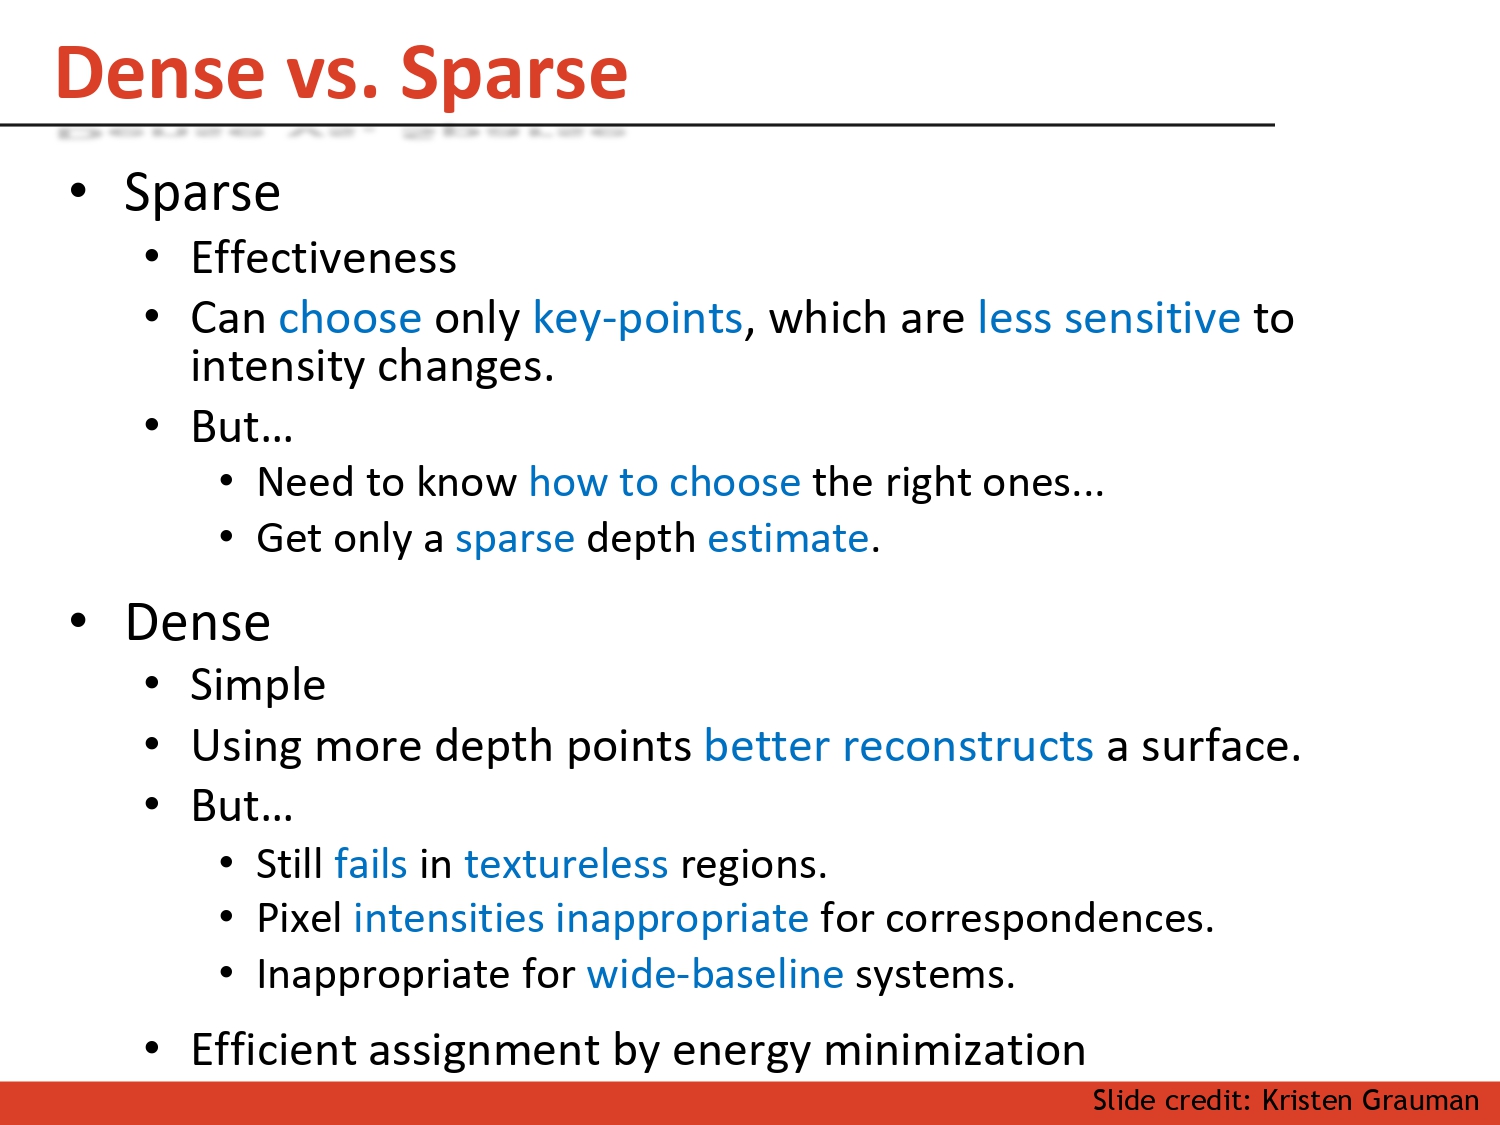 Dense vs. Sparse
• Sparse
• Effectiveness
• Can choose only key-points, which are less sensitive to
intensity changes.
• But...
• Need to know how to choose the right ones...
• Get only a sparse depth estimate.
• Dense
• Simple
• Using more depth points better reconstructs a surface.
• But...
• Still fails in textureless regions.
• Pixel intensities inappropriate for correspondences.
• Inappropriate for wide-baseline systems.
• Efficient assignment by energy minimization
Slide credit: Kristen Grauman